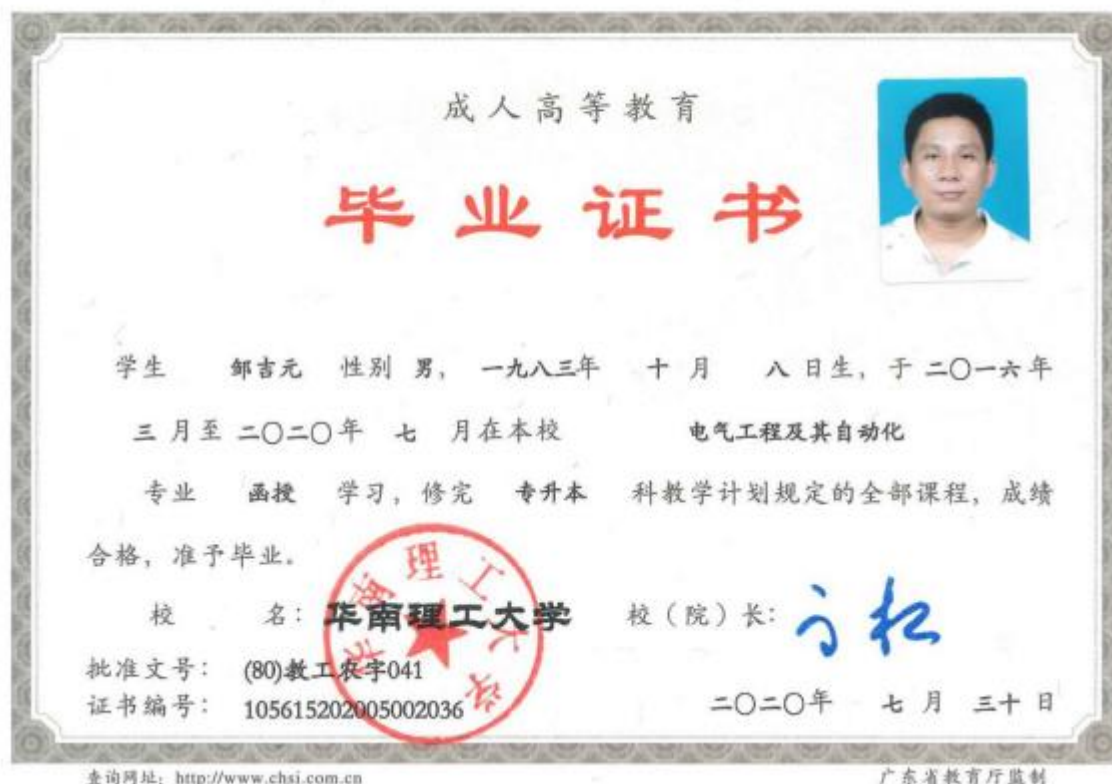 成人高等教育
毕业证书
学生 邹吉元 性别 男， 一九八三年 十 月 八 日生，于 二〇一六年
三 月至 二〇二〇年 七 月在本校 电气工程及其自动化
专业 函授 学习，修完 专升本 科教学计划规定的全部课程，成绩
合格，准予毕业。
华南理工大学
校 名：华南理工大学 校（院）长：
批准文号： (80)教工农字041
证书编号： 105615202005002036 二〇二〇年 七 月 三十 日
查询网址：http://www.chsi.com.cn 广东省教育厅监制